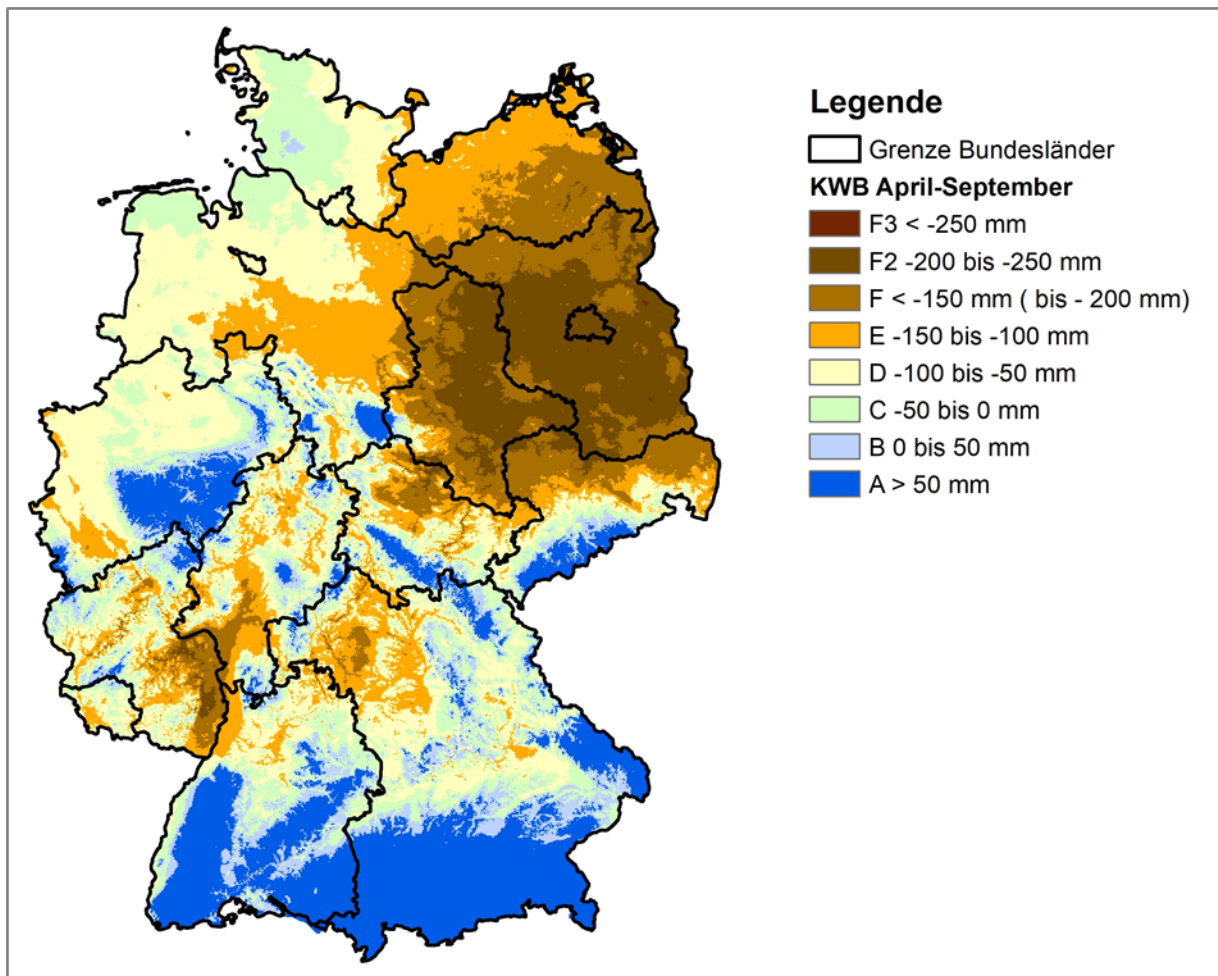 Legende
Grenze Bundesländer
KWB April-September
F3 < -250 mm
F2 -200 bis -250 mm
F < -150 mm ( bis - 200 mm)
E -150 bis -100 mm
D -100 bis -50 mm
C -50 bis 0 mm
B 0 bis 50 mm
A > 50 mm